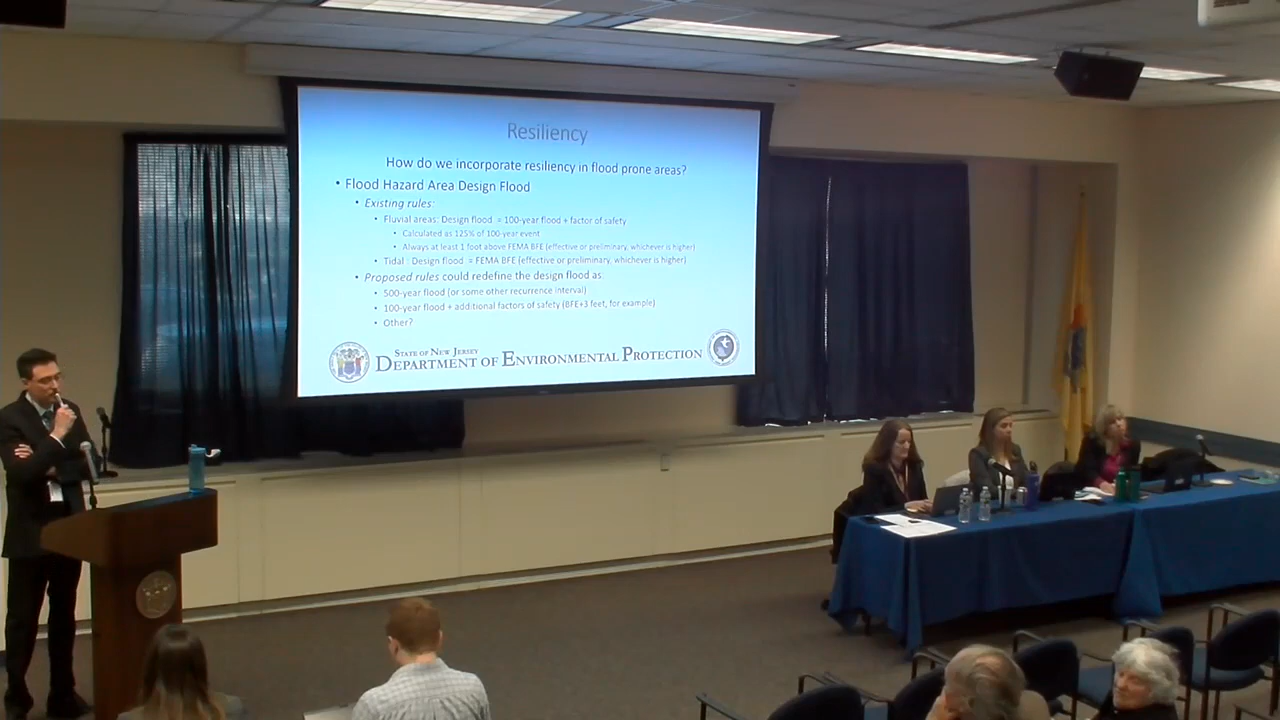 Resiliency
How do we incorporate resiliency in flood prone areas?
• Flood Hazard Area Design Flood
• Existing rules:
• Fluvial areas: Design flood = 100-year flood + factor of safety
• Calculated as 125% of 100-year event
• Always at least 1 foot above FEMA BFE (effective or preliminary, whichever is higher)
• Tidal : Design flood = FEMA BFE (effective or preliminary, whichever is higher)
• Proposed rules could redefine the design flood as:
• 500-year flood (or some other recurrence interval)
• 100-year flood + additional factors of safety (BFE+3 feet, for example)
• Other?
STATE OF NEW JERSEY
DEPARTMENT OF ENVIRONMENTAL PROTECTION